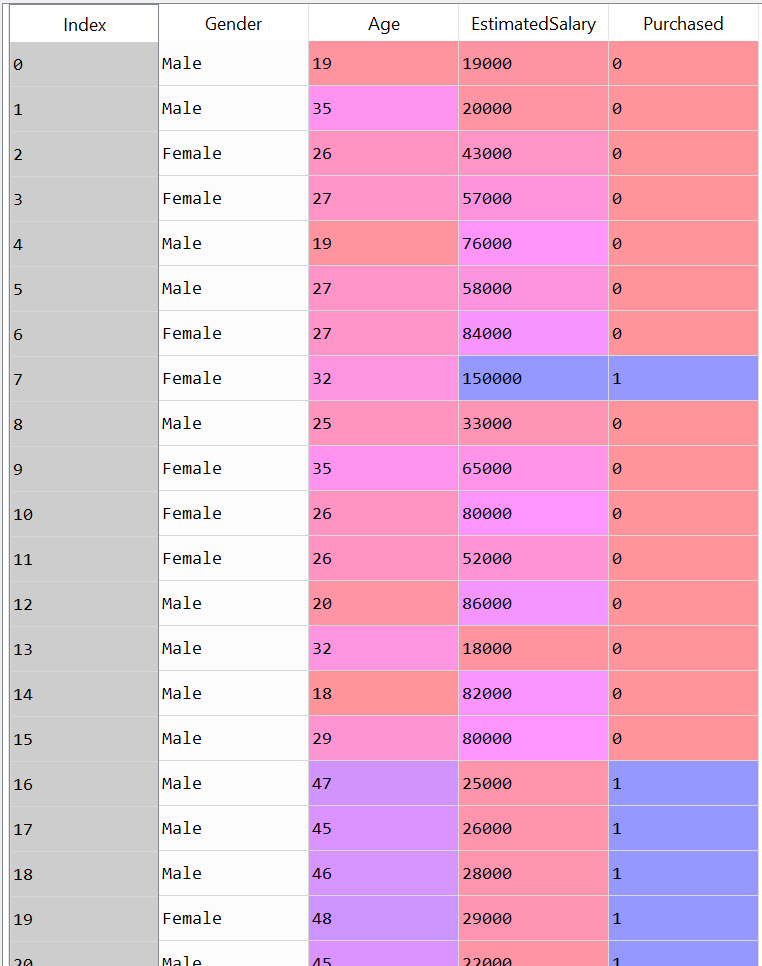 Index Gender Age EstimatedSalary Purchased
0 Male 19 19000 0
1 Male 35 20000 0
2 Female 26 43000 0
3 Female 27 57000 0
4 Male 19 76000 0
5 Male 27 58000 0
6 Female 27 84000 0
7 Female 32 150000 1
8 Male 25 33000 0
9 Female 35 65000 0
10 Female 26 80000 0
11 Female 26 52000 0
12 Male 20 86000 0
13 Male 32 18000 0
14 Male 18 82000 0
15 Male 29 80000 0
16 Male 47 25000 1
17 Male 45 26000 1
18 Male 46 28000 1
19 Female 48 29000 1
20 Male 45 22000 1